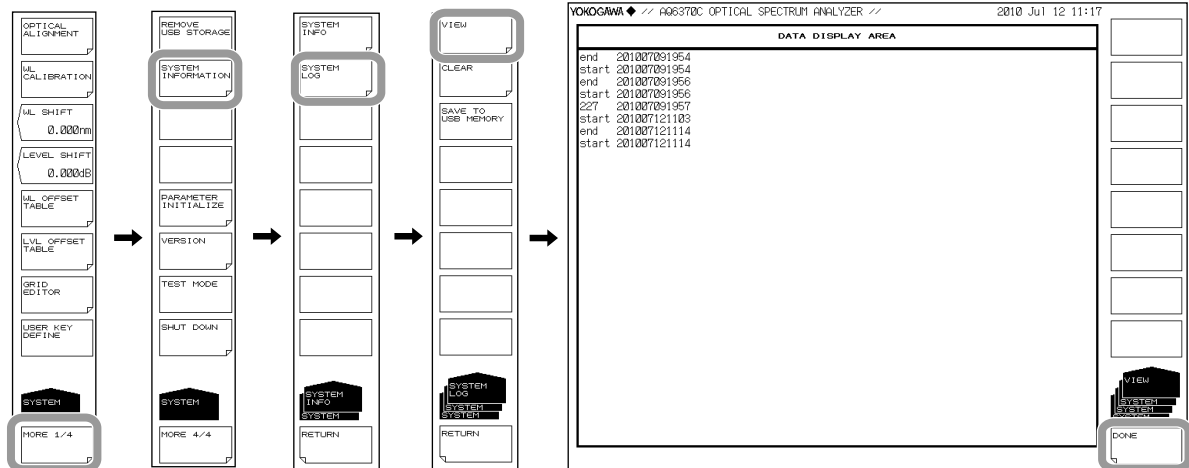 OPTICAL
ALIGNMENT
WL
CALIBRATION
WL SHIFT
0.000nm
LEVEL SHIFT
0.000dB
WL OFFSET
TABLE
LVL OFFSET
TABLE
GRID
EDITOR
USER KEY
DEFINE
SYSTEM
MORE 1/4
REMOVE
USB STORAGE
SYSTEM
INFORMATION
PARAMETER
INITIALIZE
VERSION
TEST MODE
SHUT DOWN
SYSTEM
MORE 4/4
SYSTEM
INFO
SYSTEM
LOG
SYSTEM
INFO
SYSTEM
RETURN
VIEW
CLEAR
SAVE TO
USB MEMORY
SYSTEM
LOG
SYSTEM
SYSTEM
RETURN
YOKOGAWA ◆ // AQ6370C OPTICAL SPECTRUM ANALYZER // 2010 Jul 12 11:17
DATA DISPLAY AREA
end 201007091954
start 201007091954
end 201007091956
start 201007091956
227 201007091957
start 201007121103
end 201007121114
start 201007121114
VIEW
SYSTEM
SYSTEM
DONE